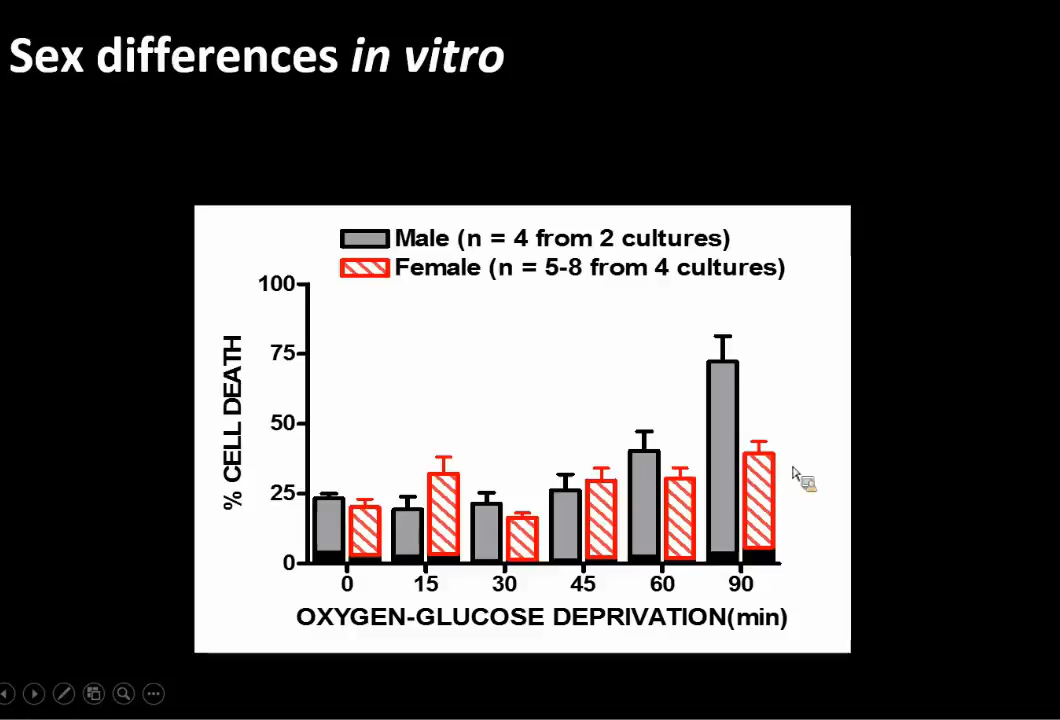 Sex differences in vitro
Male (n = 4 from 2 cultures)
Female (n = 5-8 from 4 cultures)
100
75
50
25
0
% CELL DEATH
0 15 30 45 60 90
OXYGEN-GLUCOSE DEPRIVATION(min)